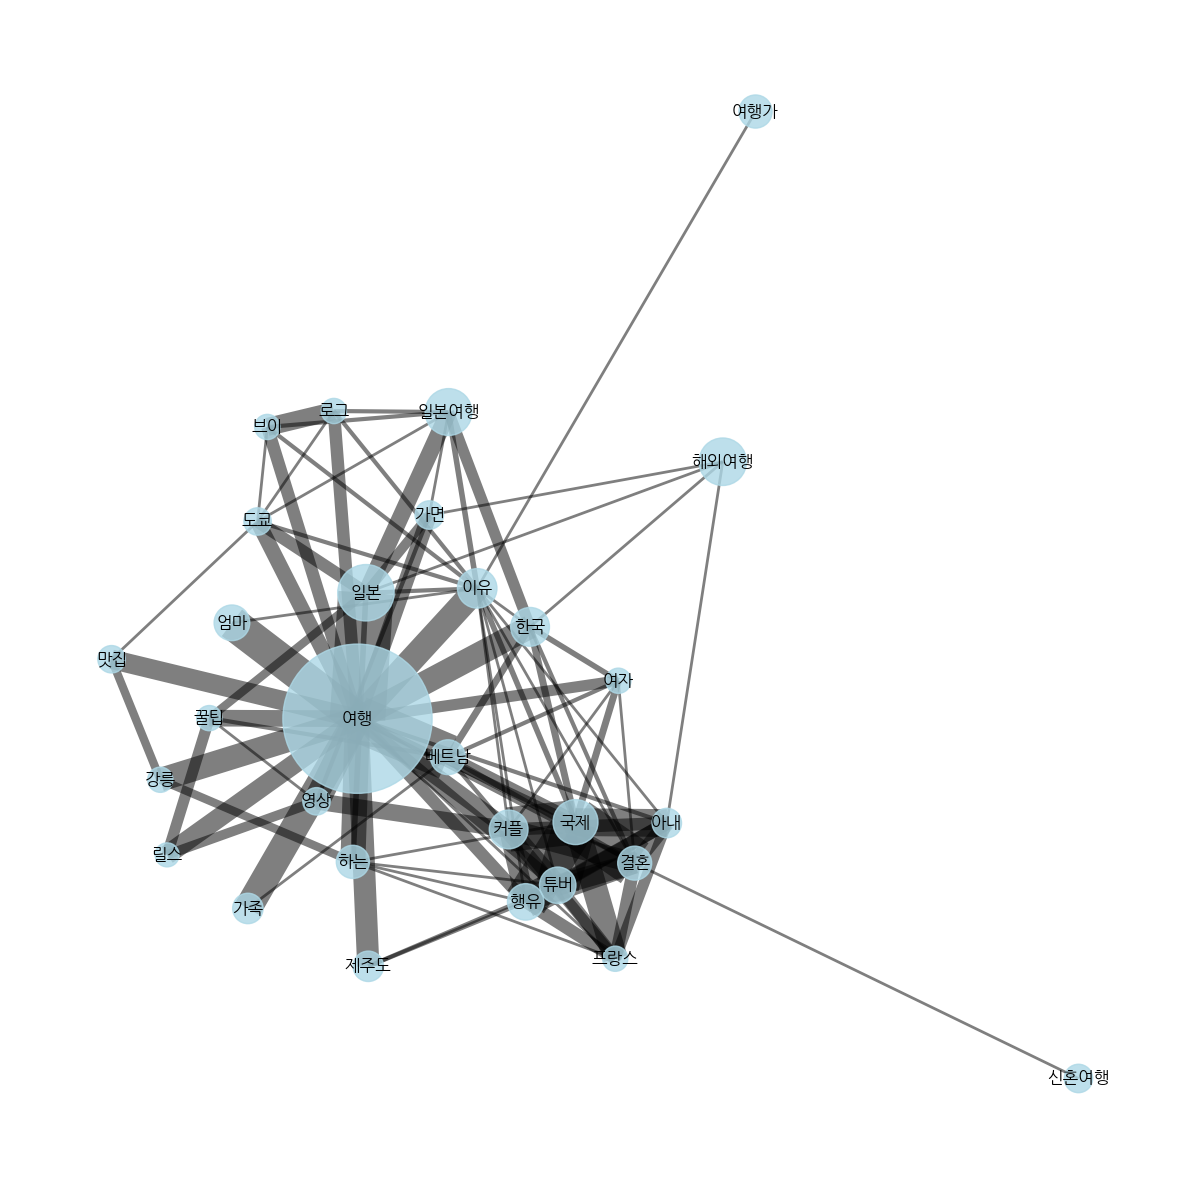 여행가
로그
일본여행
브이
해외여행
가면
도쿄
이유
일본
엄마
한국
맛집
여자
꿀팁
여행
베트남
강릉
영상
커플
국제
아내
릴스
하는
결혼
튜버
행유
가족
프랑스
제주도
신혼여행